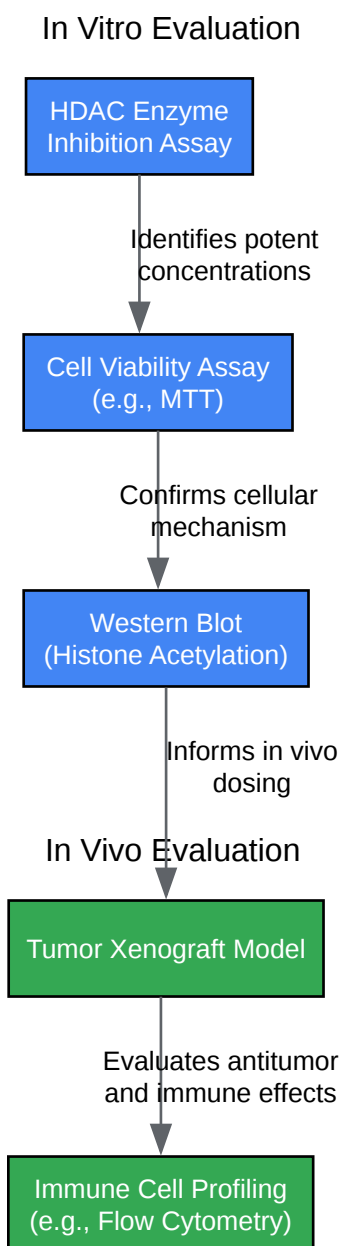 In Vitro Evaluation
HDAC Enzyme
Inhibition Assay
Identifies potent
concentrations
Cell Viability Assay
(e.g., MTT)
Confirms cellular
mechanism
Western Blot
(Histone Acetylation)
Informs in vivo
dosing
In Vivo Evaluation
Tumor Xenograft Model
Evaluates antitumor
and immune effects
Immune Cell Profiling
(e.g., Flow Cytometry)